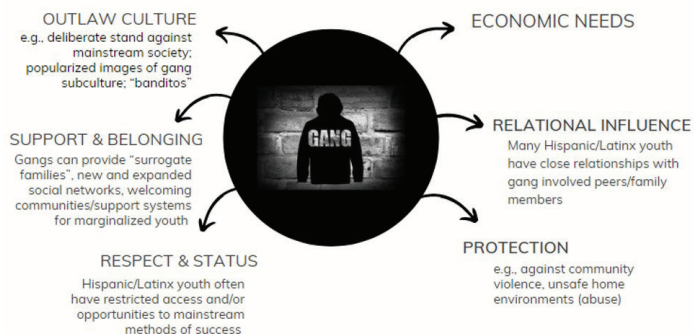 OUTLAW CULTURE
e.g., deliberate stand against
mainstream society;
popularized images of gang
subculture; “banditos”
SUPPORT & BELONGING
Gangs can provide “surrogate
families”, new and expanded
social networks, welcoming
communities/support systems
for marginalized youth
RESPECT & STATUS
Hispanic/Latinx youth often
have restricted access and/or
opportunities to mainstream
methods of success
GANG
ECONOMIC NEEDS
RELATIONAL INFLUENCE
Many Hispanic/Latinx youth
have close relationships with
gang involved peers/family
members
PROTECTION
e.g., against community
violence, unsafe home
environments (abuse)